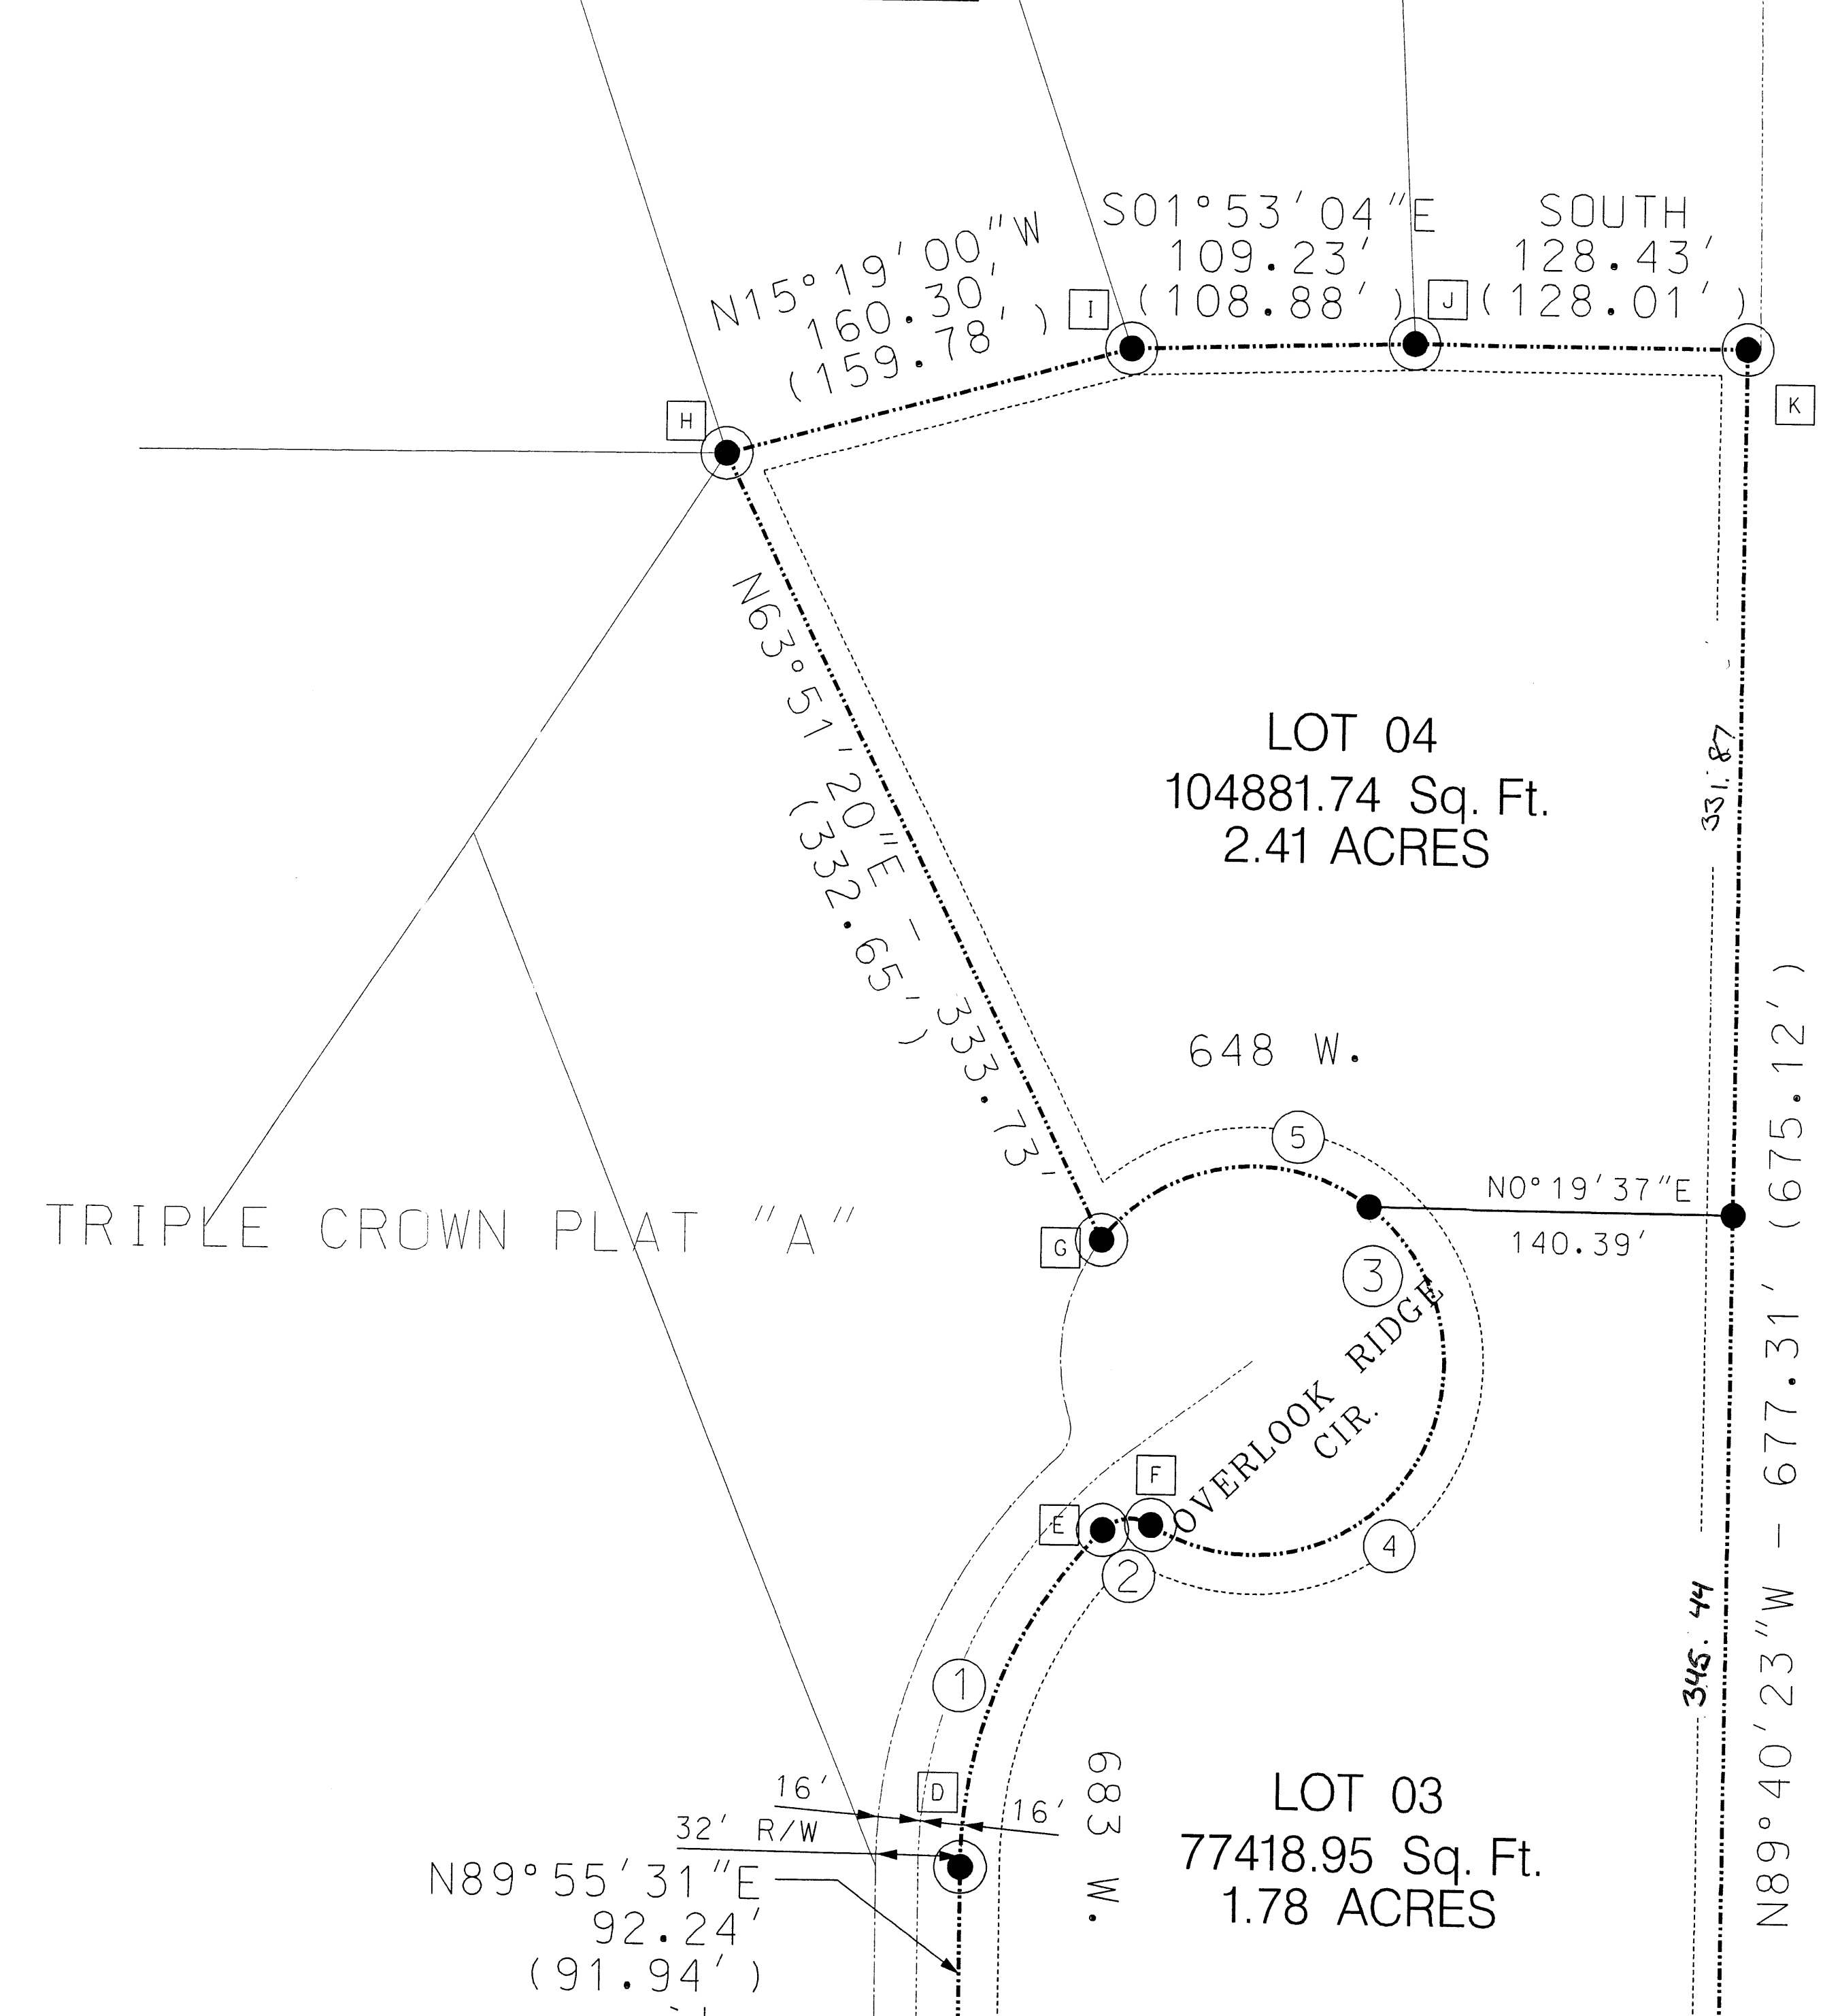 N15°19'00"W
160.30'
(159.78')
S01°53'04"E
109.23'
(108.88')
SOUTH
128.43'
(128.01')
I
J
H
K
N63°51'20"E - 333.73'
(332.65')
LOT 04
104881.74 Sq. Ft.
2.41 ACRES
331.87
648 W.
5
N0°19'37"E
140.39'
TRIPLE CROWN PLAT "A"
G
3
OVERLOOK RIDGE
CIR.
N89°40'23"W - 677.31' (675.12')
F
E
4
2
345.44
1
683 W.
D
16'
16'
32' R/W
LOT 03
77418.95 Sq. Ft.
1.78 ACRES
N89°55'31"E
92.24'
(91.94')